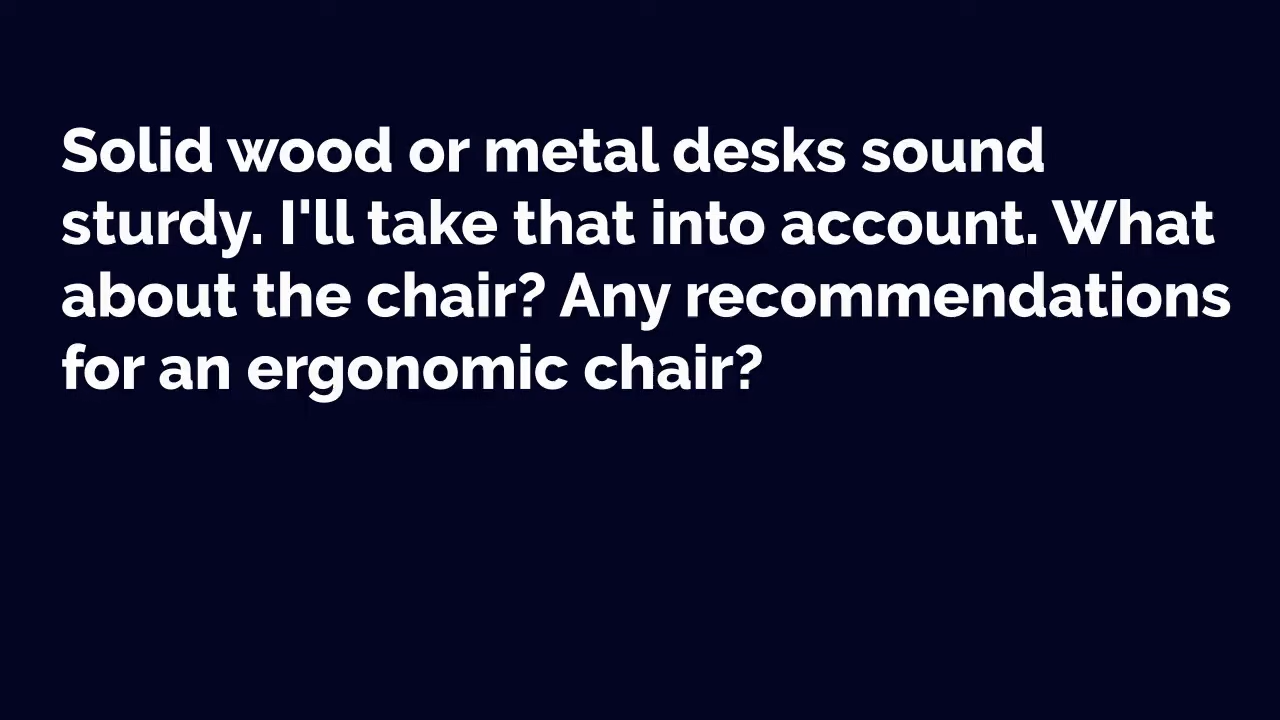 Solid wood or metal desks sound
sturdy. I'll take that into account. What
about the chair? Any recommendations
for an ergonomic chair?